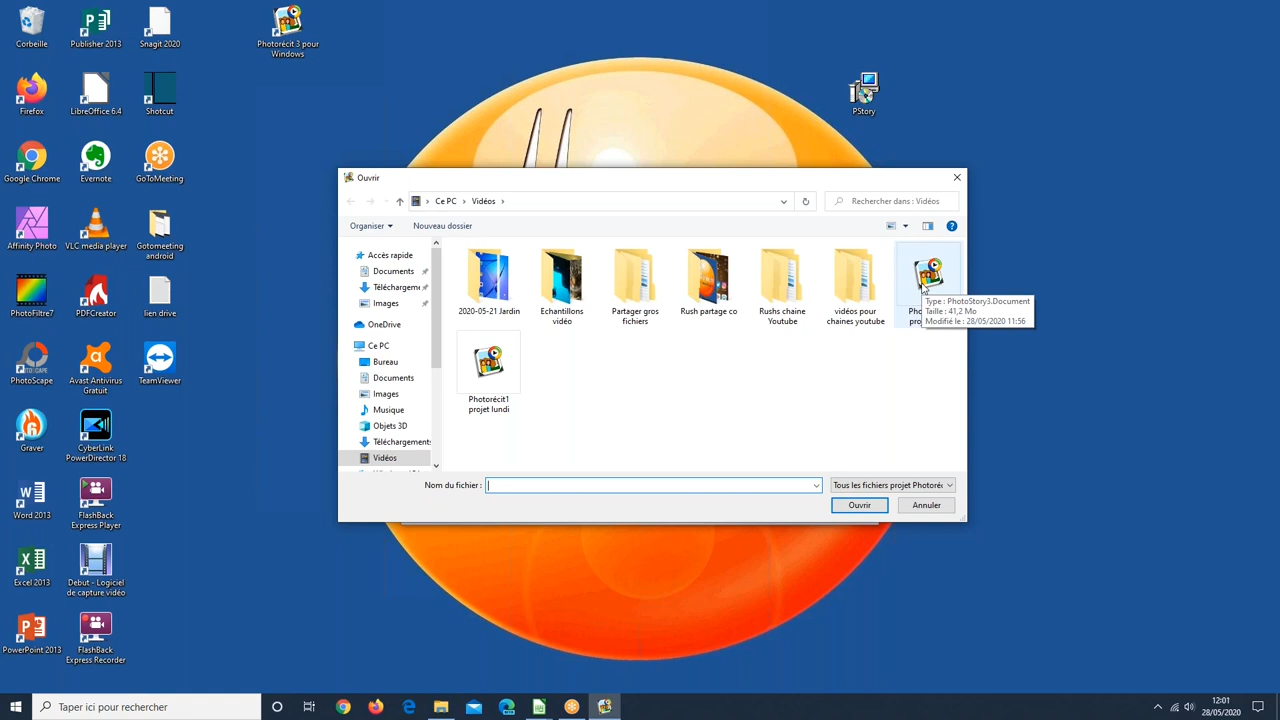 Corbeille
Publisher 2013
Snagit 2020
Photorécit 3 pour
Windows
Firefox
LibreOffice 6.4
Shotcut
PStory
Google Chrome
Evernote
GoToMeeting
Affinity Photo
VLC media player
Gotomeeting
android
PhotoFiltre7
PDFCreator
lien drive
PhotoScape
Avast Antivirus
Gratuit
TeamViewer
Graver
CyberLink
PowerDirector 18
Word 2013
FlashBack
Express Player
Excel 2013
Debut - Logiciel
de capture vidéo
PowerPoint 2013
FlashBack
Express Recorder
Ouvrir
Ce PC
Vidéos
Rechercher dans : Vidéos
Organiser
Nouveau dossier
Accès rapide
Documents
Téléchargeme
Images
OneDrive
Ce PC
Bureau
Documents
Images
Musique
Objets 3D
Téléchargements
Vidéos
2020-05-21 Jardin
Echantillons
vidéo
Partager gros
fichiers
Rush partage co
Rushs chaine
Youtube
vidéos pour
chaines youtube
Type : PhotoStory3.Document
Taille : 41,2 Mo
Modifié le : 28/05/2020 11:56
Photorécit1
projet lundi
Nom du fichier :
Tous les fichiers projet Photoréc
Ouvrir
Annuler
Taper ici pour rechercher
12:01
28/05/2020